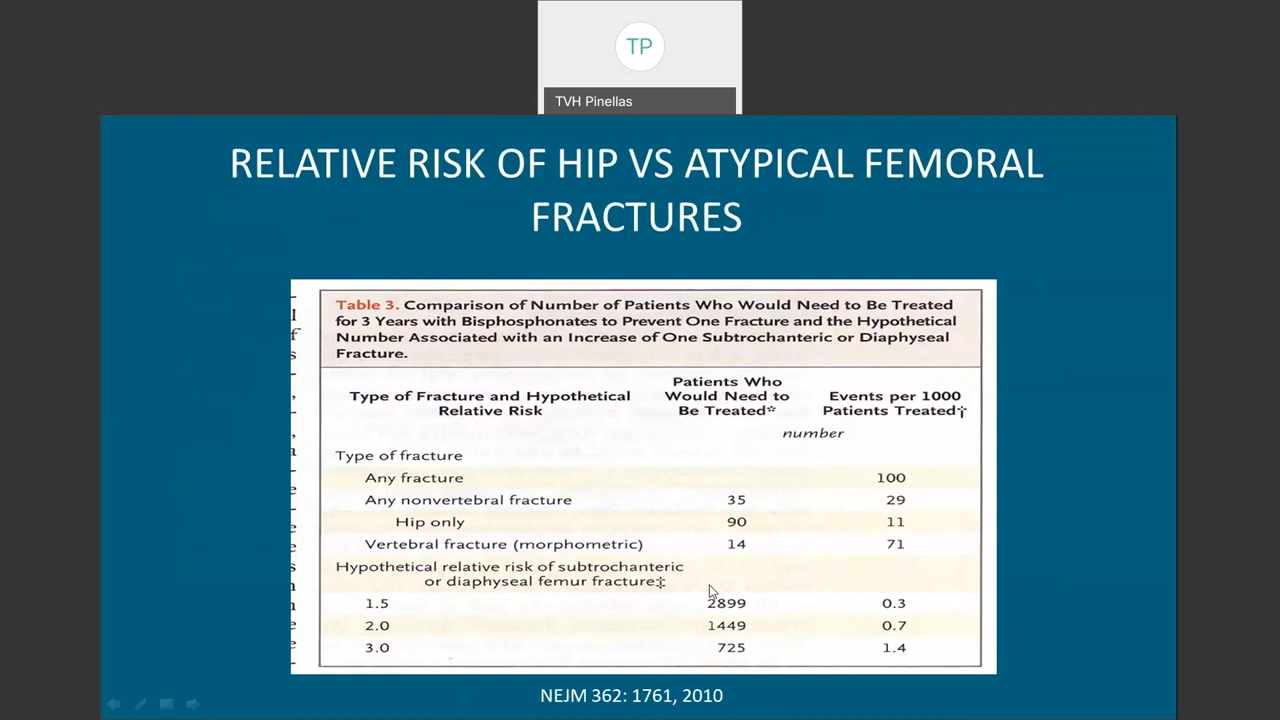 TP
TVH Pinellas
RELATIVE RISK OF HIP VS ATYPICAL FEMORAL
FRACTURES
Table 3. Comparison of Number of Patients Who Would Need to Be Treated
for 3 Years with Bisphosphonates to Prevent One Fracture and the Hypothetical
Number Associated with an Increase of One Subtrochanteric or Diaphyseal
Fracture.
Type of Fracture and Hypothetical Relative Risk
Patients Who Would Need to Be Treated*
Events per 1000 Patients Treated†
number
Type of fracture
Any fracture 100
Any nonvertebral fracture 35 29
Hip only 90 11
Vertebral fracture (morphometric) 14 71
Hypothetical relative risk of subtrochanteric
or diaphyseal femur fracture‡
1.5 2899 0.3
2.0 1449 0.7
3.0 725 1.4
NEJM 362: 1761, 2010